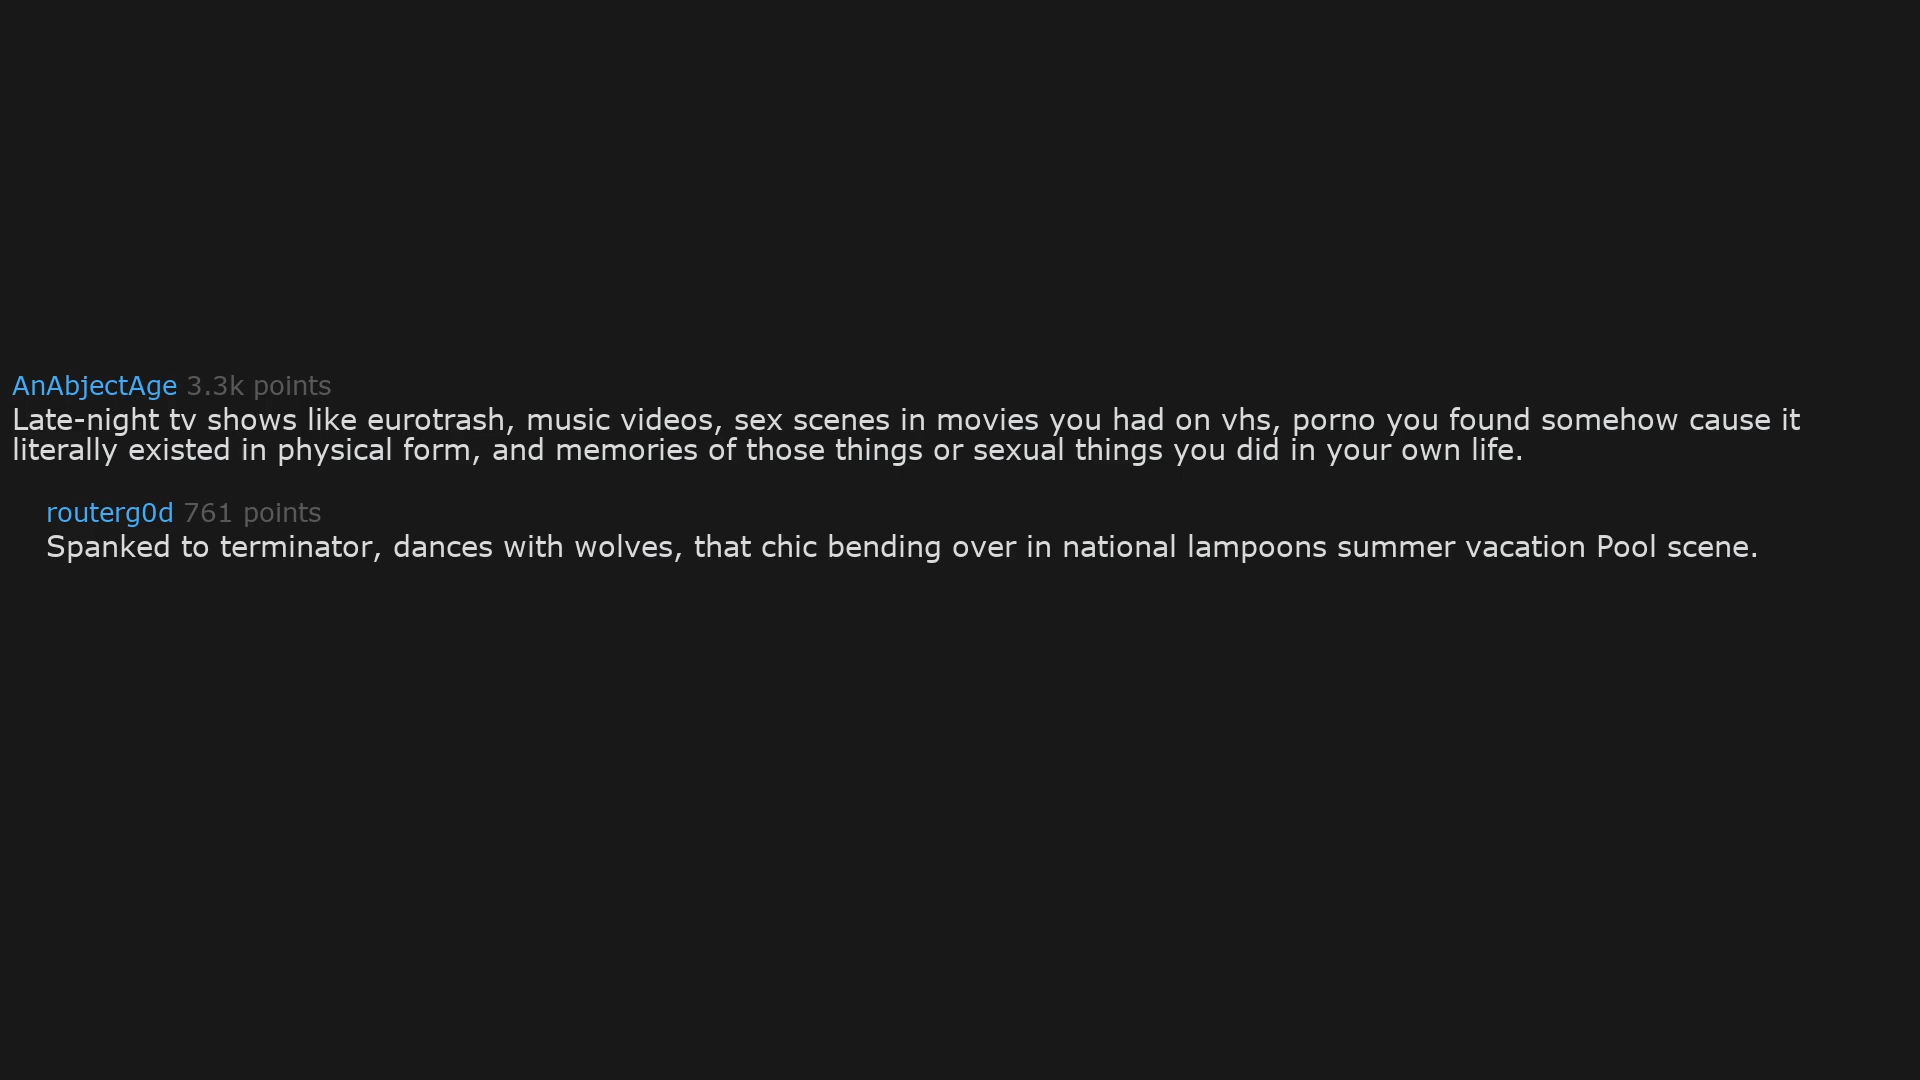 AnAbjectAge 3.3k points
Late-night tv shows like eurotrash, music videos, sex scenes in movies you had on vhs, porno you found somehow cause it
literally existed in physical form, and memories of those things or sexual things you did in your own life.
routerg0d 761 points
Spanked to terminator, dances with wolves, that chic bending over in national lampoons summer vacation Pool scene.